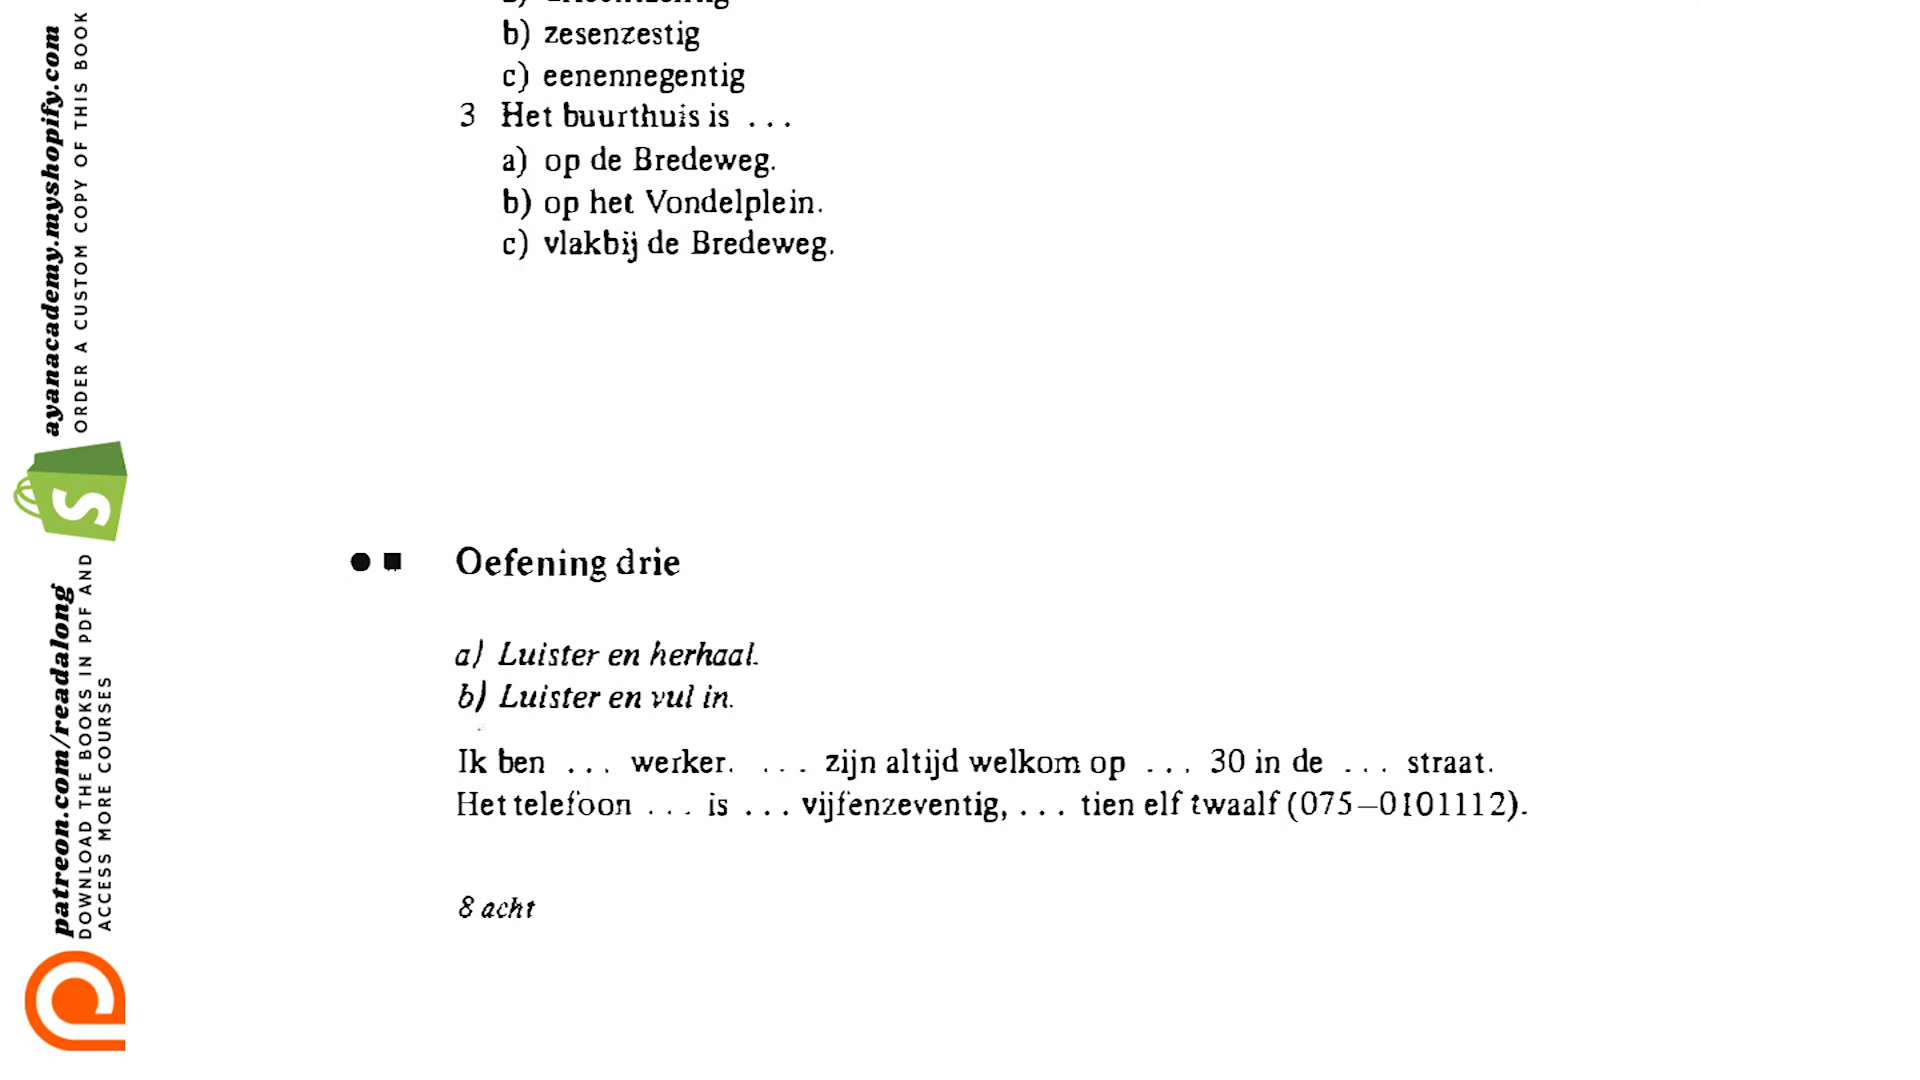 b) zesenzestig
c) eenennegentig
3 Het buurthuis is ...
a) op de Bredeweg.
b) op het Vondelplein.
c) vlakbij de Bredeweg.
Oefening drie
a) Luister en herhaal.
b) Luister en vul in.
Ik ben ... werker. ... zijn altijd welkom op ... 30 in de ... straat.
Het telefoon ... is ... vijfenzeventig, ... tien elf twaalf (075–0101112).
8 acht
ayanacademy.myshopify.com
ORDER A CUSTOM COPY OF THIS BOOK
patreon.com/readalong
DOWNLOAD THE BOOKS IN PDF AND
ACCESS MORE COURSES